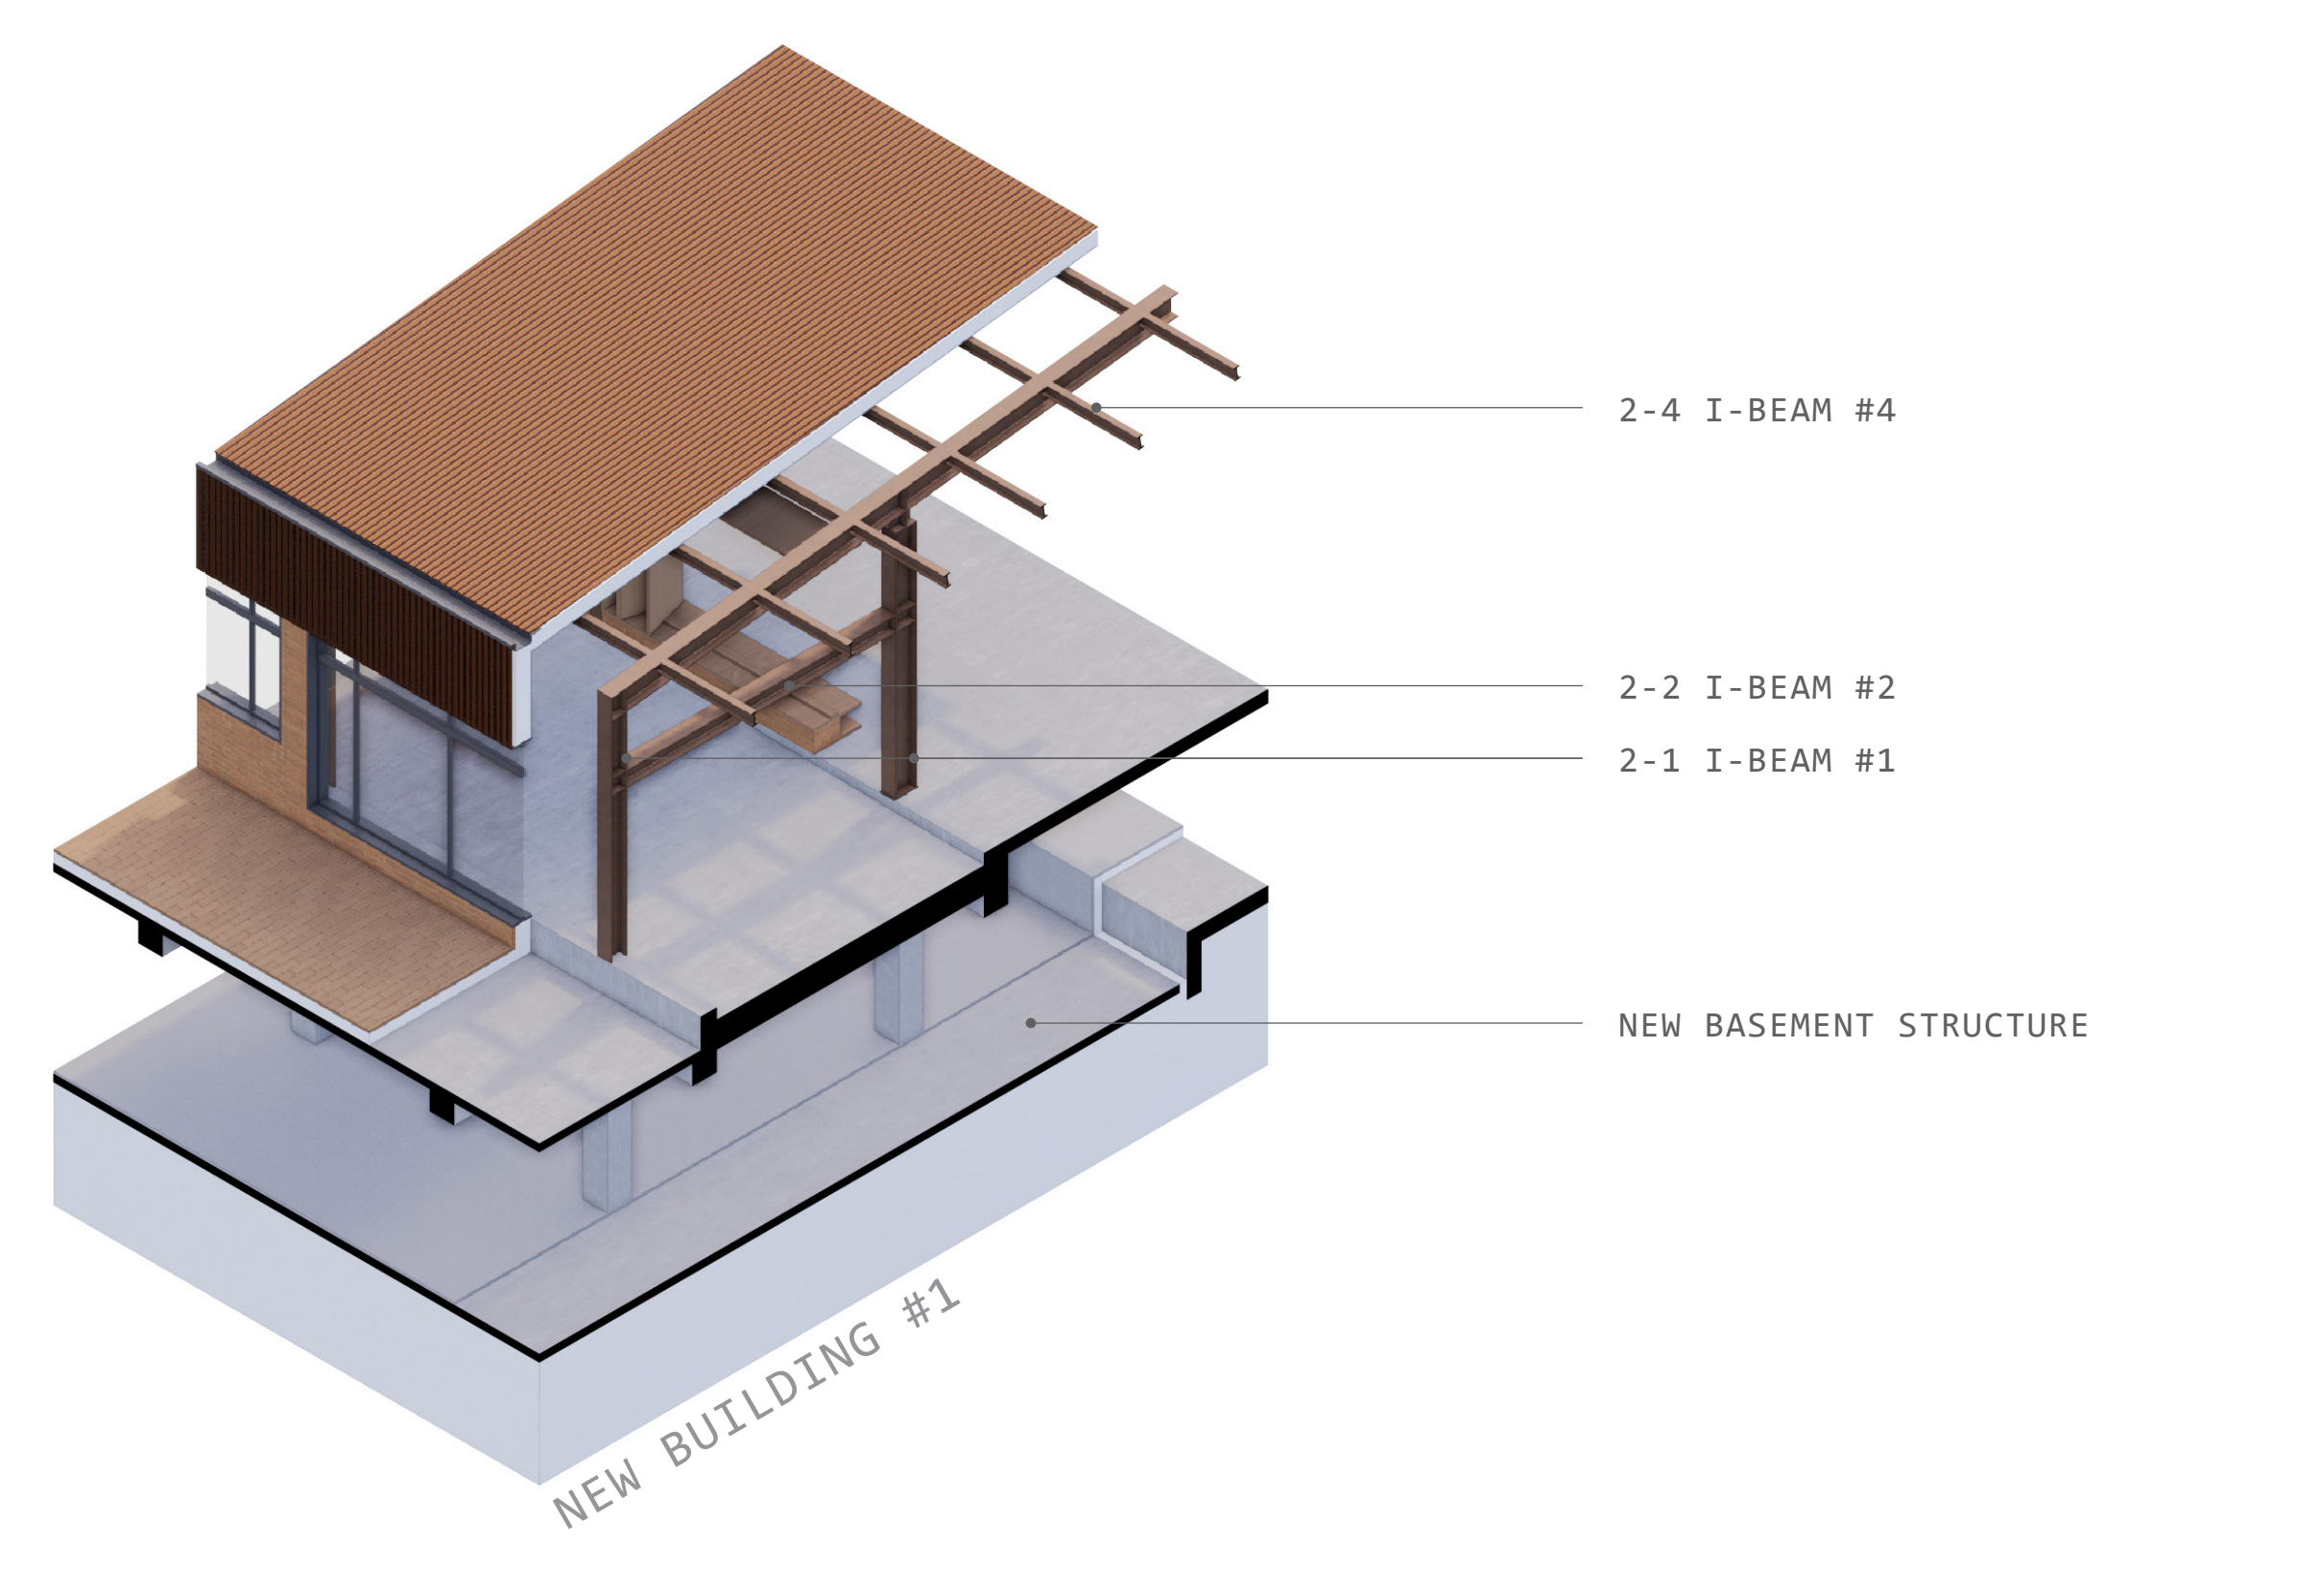 2-4 I-BEAM #4
2-2 I-BEAM #2
2-1 I-BEAM #1
NEW BASEMENT STRUCTURE
NEW BUILDING #1